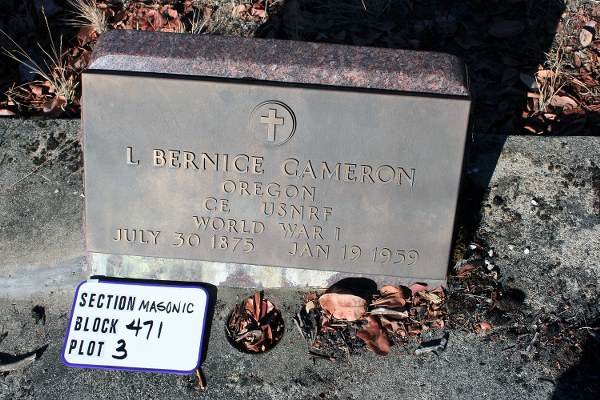 L BERNICE CAMERON
OREGON
CE USNRF
WORLD WAR I
JULY 30 1875 JAN 19 1959
SECTION MASONIC
BLOCK 471
PLOT 3